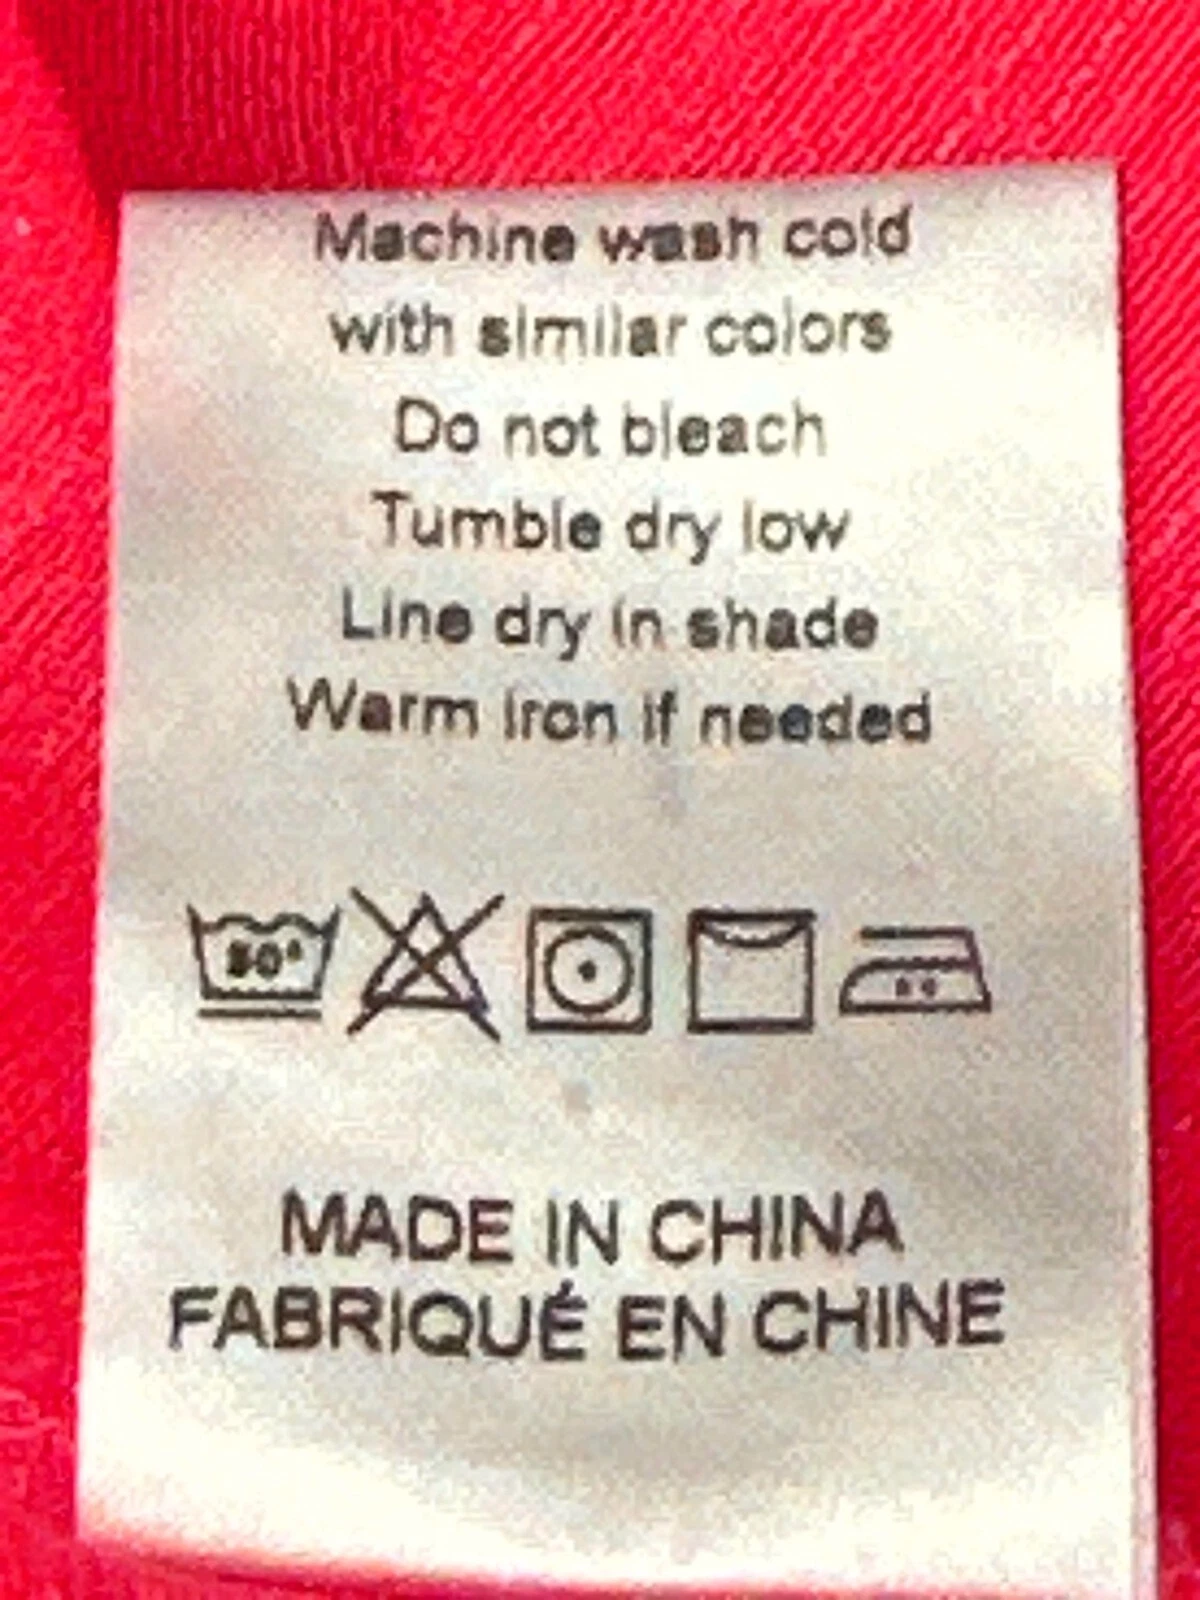 Machine wash cold
with similar colors
Do not bleach
Tumble dry low
Line dry in shade
Warm iron if needed
MADE IN CHINA
FABRIQUÉ EN CHINE